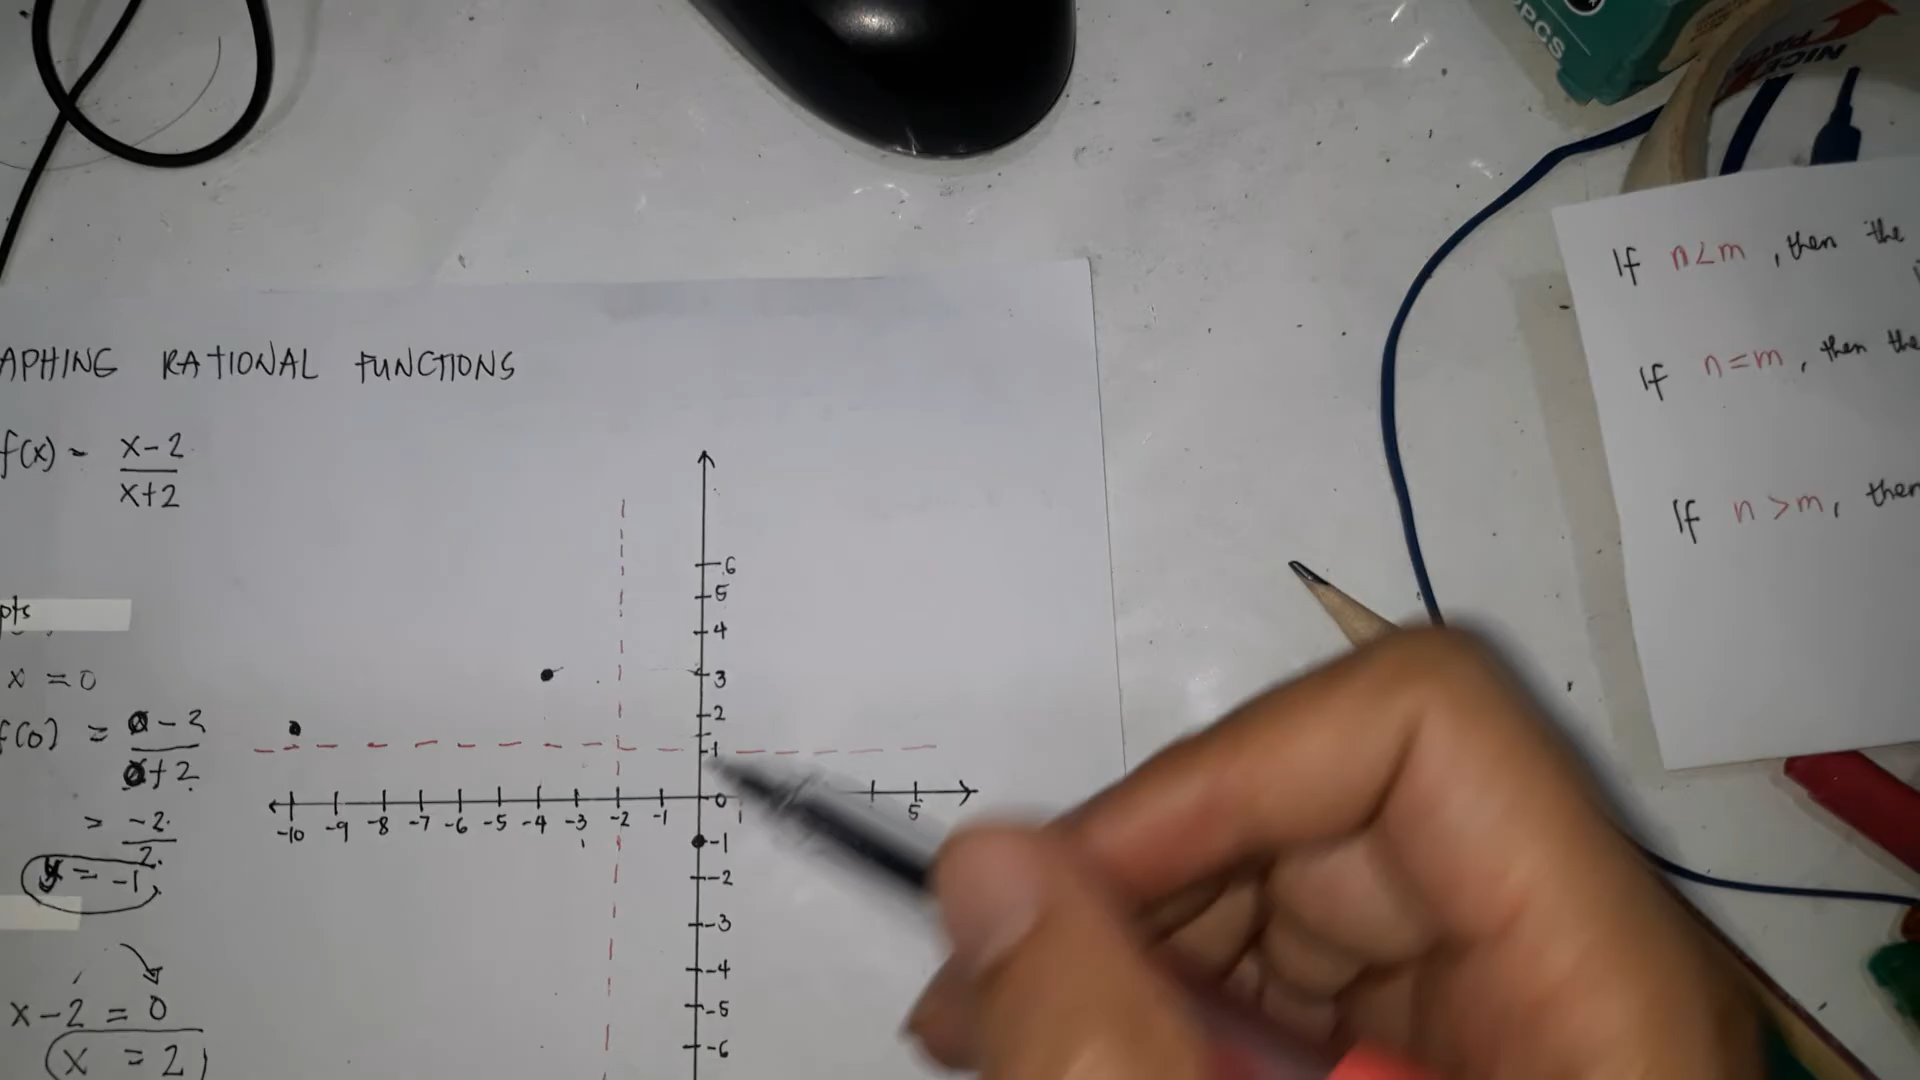 APHING RATIONAL FUNCTIONS
f(x) = x-2
x+2
pts
x = 0
f(0) = 0-2
0+2
= -2
2
y = -1
x-2 = 0
x = 2
6
5
4
3
2
1
0
-10 -9 -8 -7 -6 -5 -4 -3 -2 -1 1 5
-1
-2
-3
-4
-5
-6
If n<m, then the
If n=m, then the
If n>m, then
PCS
NICE